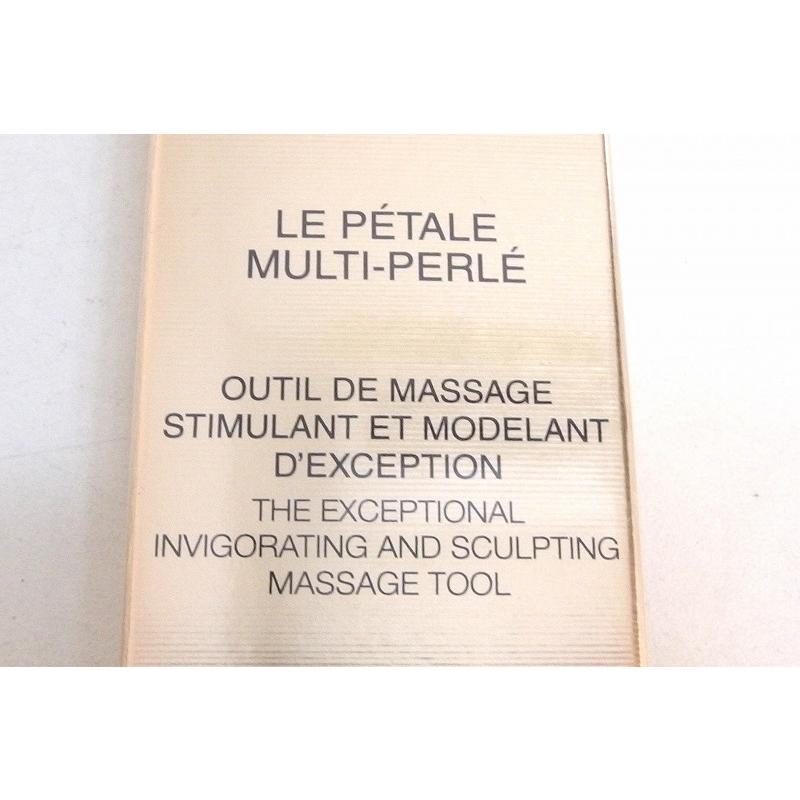 LE PÉTALE
MULTI-PERLÉ
OUTIL DE MASSAGE
STIMULANT ET MODELANT
D'EXCEPTION
THE EXCEPTIONAL
INVIGORATING AND SCULPTING
MASSAGE TOOL